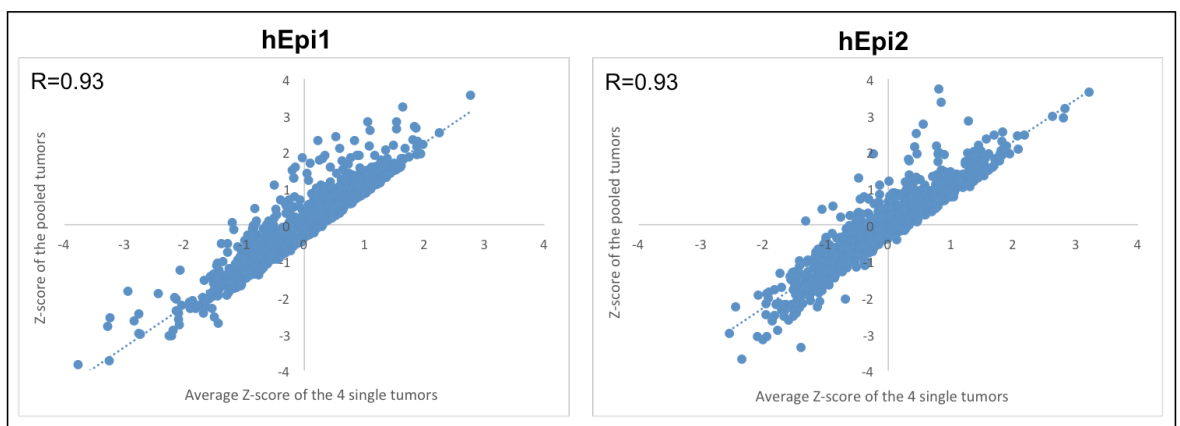 hEpi1
R=0.93
Z-score of the pooled tumors
4
3
2
1
0
-1
-2
-3
-4
-4 -3 -2 -1 0 1 2 3 4
Average Z-score of the 4 single tumors
hEpi2
R=0.93
Z-score of the pooled tumors
4
3
2
1
0
-1
-2
-3
-4
-4 -3 -2 -1 0 1 2 3 4
Average Z-score of the 4 single tumors